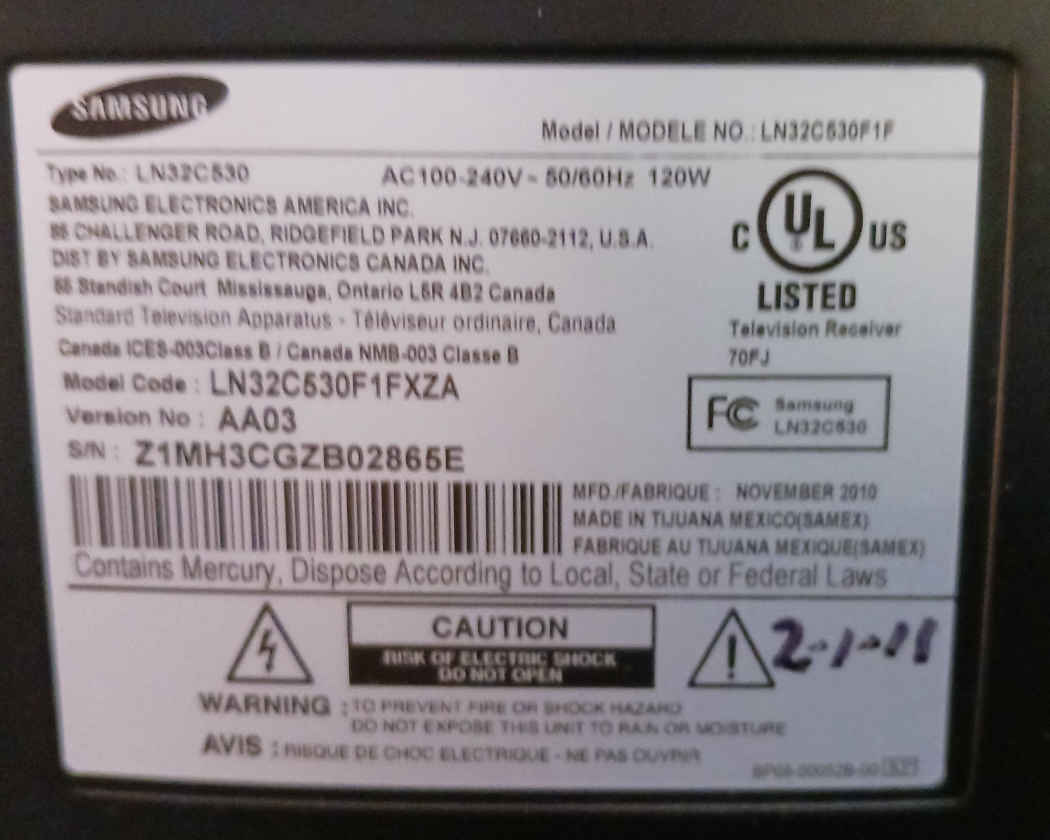 SAMSUNG
Model / MODELE NO.: LN32C530F1F
Type No.: LN32C530 AC100-240V~ 50/60Hz 120W
SAMSUNG ELECTRONICS AMERICA INC.
85 CHALLENGER ROAD, RIDGEFIELD PARK N.J. 07660-2112, U.S.A.
DIST BY SAMSUNG ELECTRONICS CANADA INC.
55 Standish Court Mississauga, Ontario L5R 4B2 Canada
Standard Television Apparatus - Téléviseur ordinaire, Canada
Canada ICES-003Class B / Canada NMB-003 Classe B
C UL US
LISTED
Television Receiver
70FJ
Model Code : LN32C530F1FXZA
Version No : AA03
S/N : Z1MH3CGZB02865E
FC Samsung
LN32C530
MFD./FABRIQUE : NOVEMBER 2010
MADE IN TIJUANA MEXICO(SAMEX)
FABRIQUE AU TIJUANA MEXIQUE(SAMEX)
Contains Mercury, Dispose According to Local, State or Federal Laws
CAUTION
RISK OF ELECTRIC SHOCK
DO NOT OPEN
2-1-11
WARNING : TO PREVENT FIRE OR SHOCK HAZARD
DO NOT EXPOSE THIS UNIT TO RAIN OR MOISTURE
AVIS : RISQUE DE CHOC ELECTRIQUE - NE PAS OUVRIR